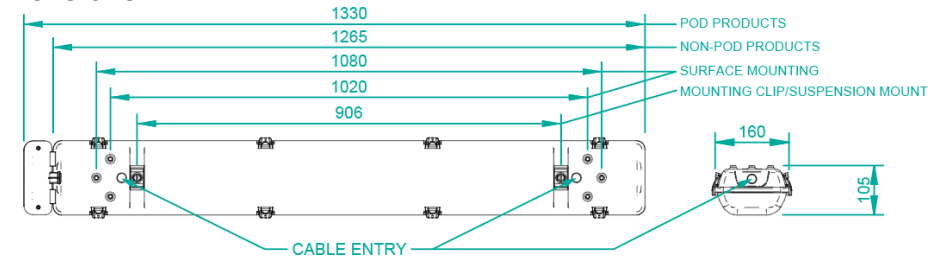 1330
POD PRODUCTS
1265
NON-POD PRODUCTS
1080
SURFACE MOUNTING
1020
MOUNTING CLIP/SUSPENSION MOUNT
906
160
105
CABLE ENTRY